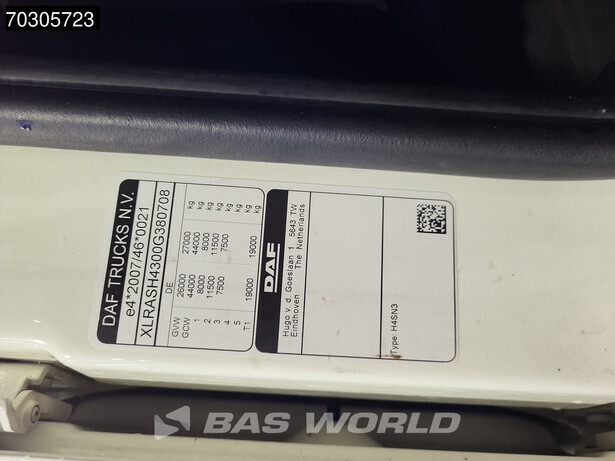 70305723
DAF TRUCKS N.V.
e4*2007/46*0021
XLRASH4300G380708
DE
GVW 26000 27000 kg
GCW 44000 44000 kg
1 8000 8000 kg
2 11500 11500 kg
3 7500 7500 kg
4 kg
5 kg
T1 19000 19000 kg
DAF
Hugo v. d. Goeslaan 1 5643 TW
Eindhoven The Netherlands
Type: H4SN3
BAS WORLD